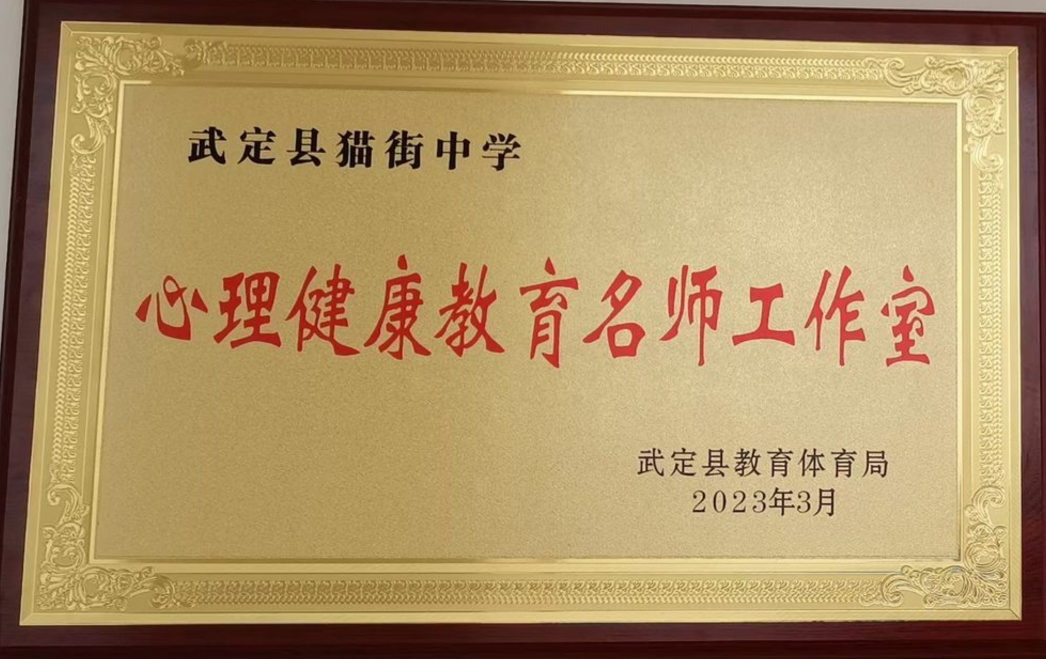 武定县猫街中学
心理健康教育名师工作室
武定县教育体育局
2023年3月